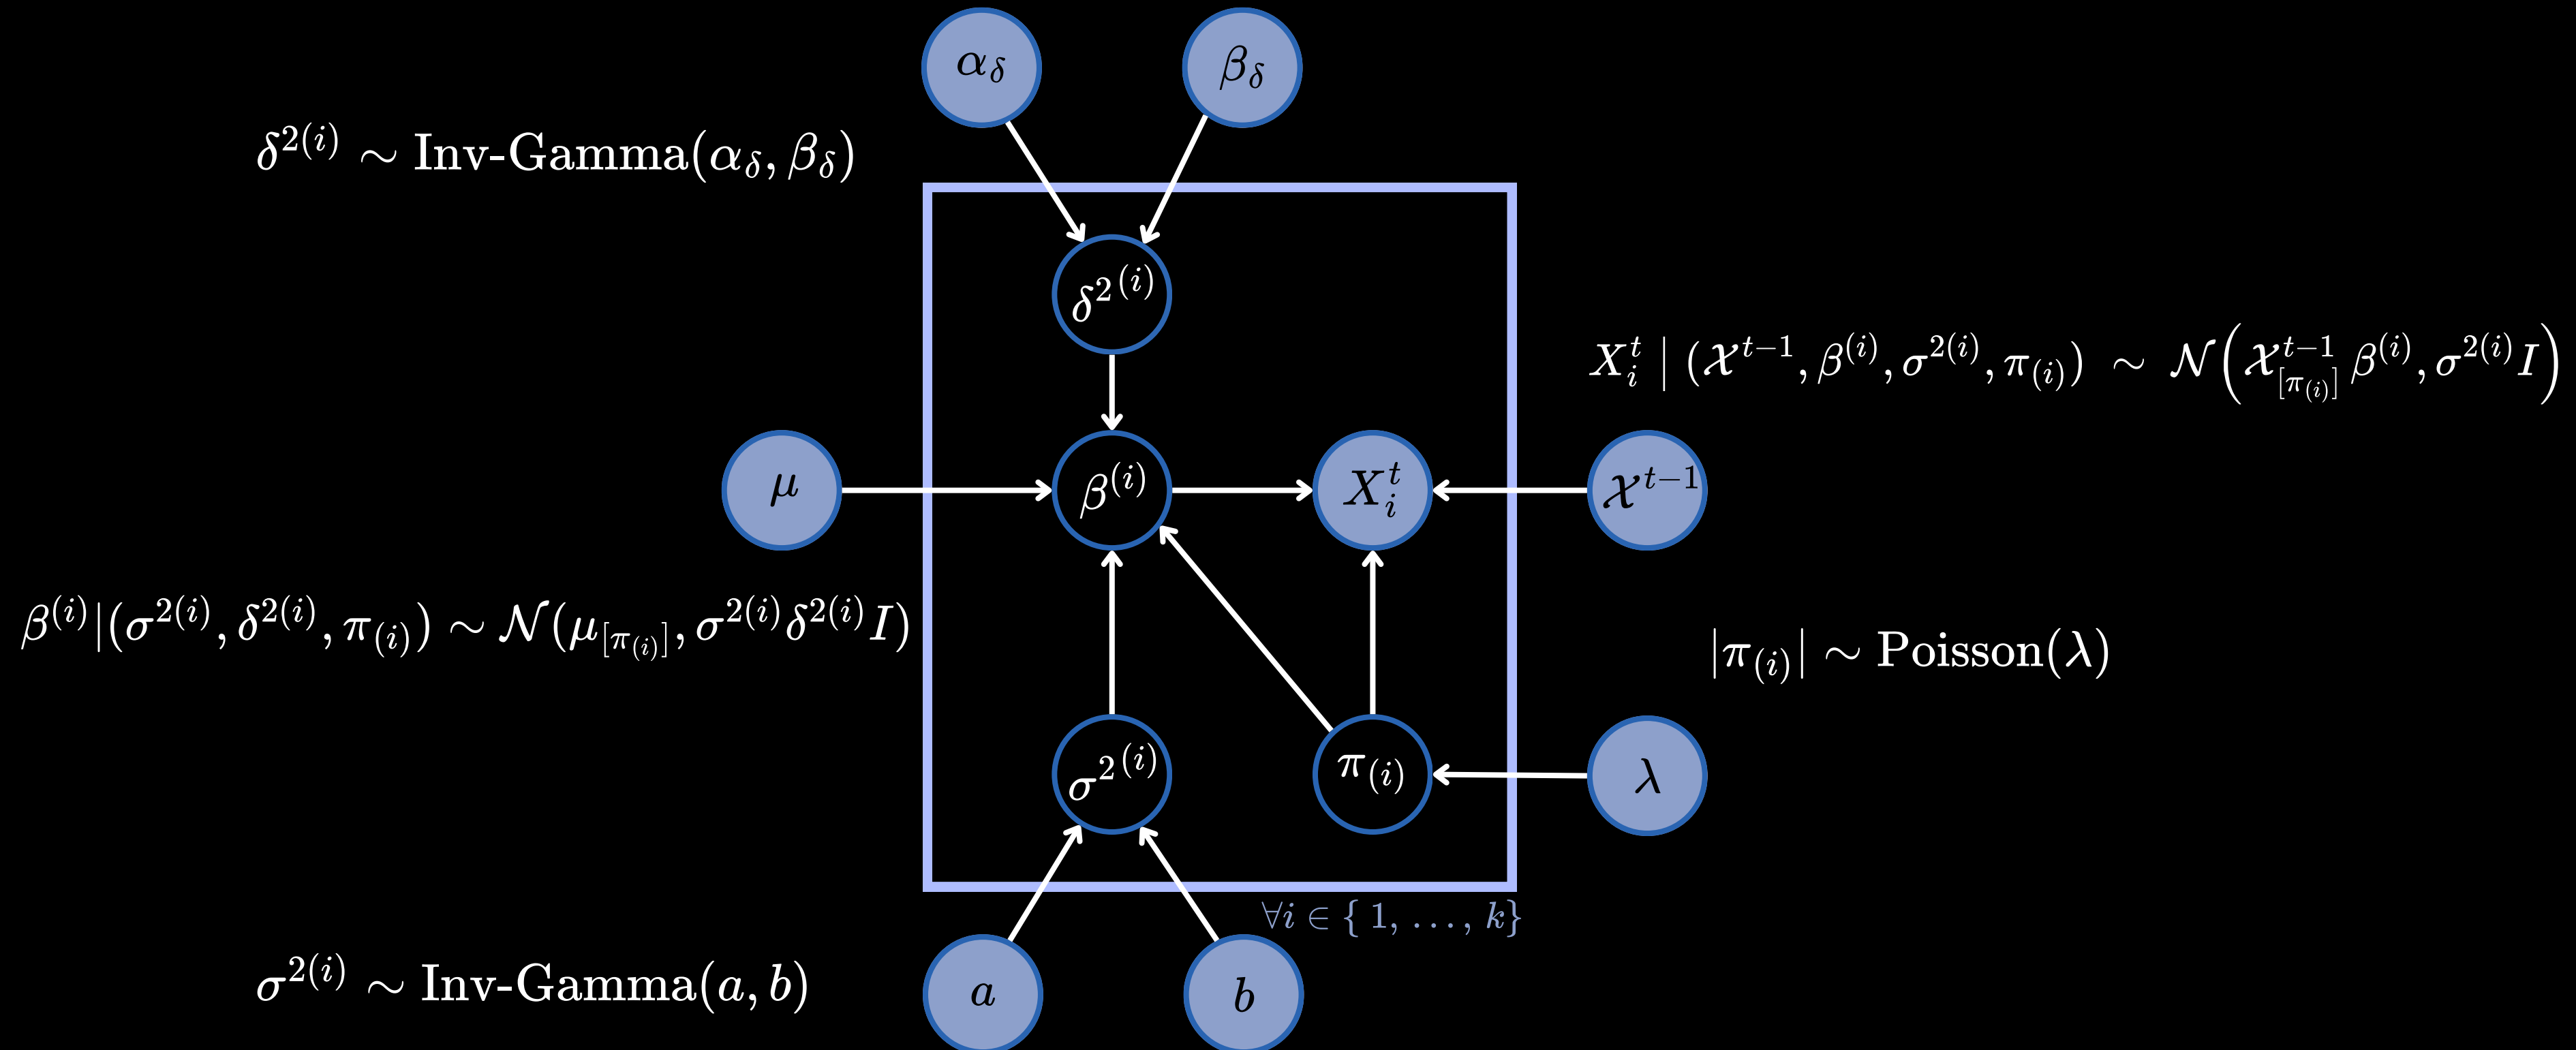 α_δ
β_δ
δ^{2(i)} ∼ Inv-Gamma(α_δ, β_δ)
δ^{2(i)}
X_i^t | (𝒳^{t−1}, β^{(i)}, σ^{2(i)}, π_{(i)}) ∼ 𝒩(𝒳^{t−1}_{[π_{(i)}]} β^{(i)}, σ^{2(i)} I)
μ
β^{(i)}
X_i^t
𝒳^{t−1}
β^{(i)}|(σ^{2(i)}, δ^{2(i)}, π_{(i)}) ∼ 𝒩(μ_{[π_{(i)}]}, σ^{2(i)}δ^{2(i)}I)
|π_{(i)}| ∼ Poisson(λ)
σ^{2(i)}
π_{(i)}
λ
∀i ∈ { 1, …, k}
σ^{2(i)} ∼ Inv-Gamma(a, b)
a
b